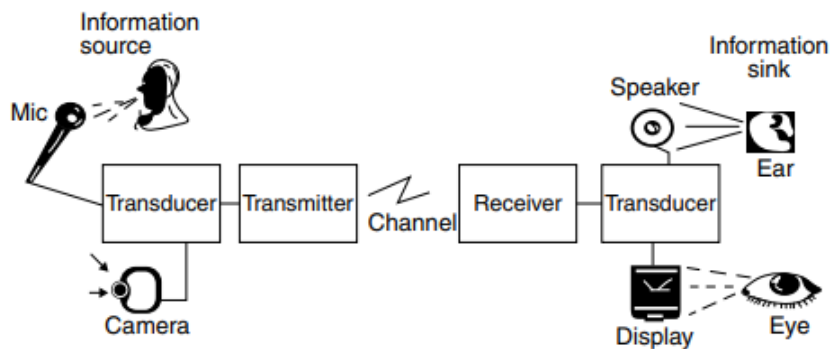 Information
source
Mic
Transducer
Transmitter
Camera
Channel
Receiver
Transducer
Speaker
Information
sink
Ear
Display
Eye